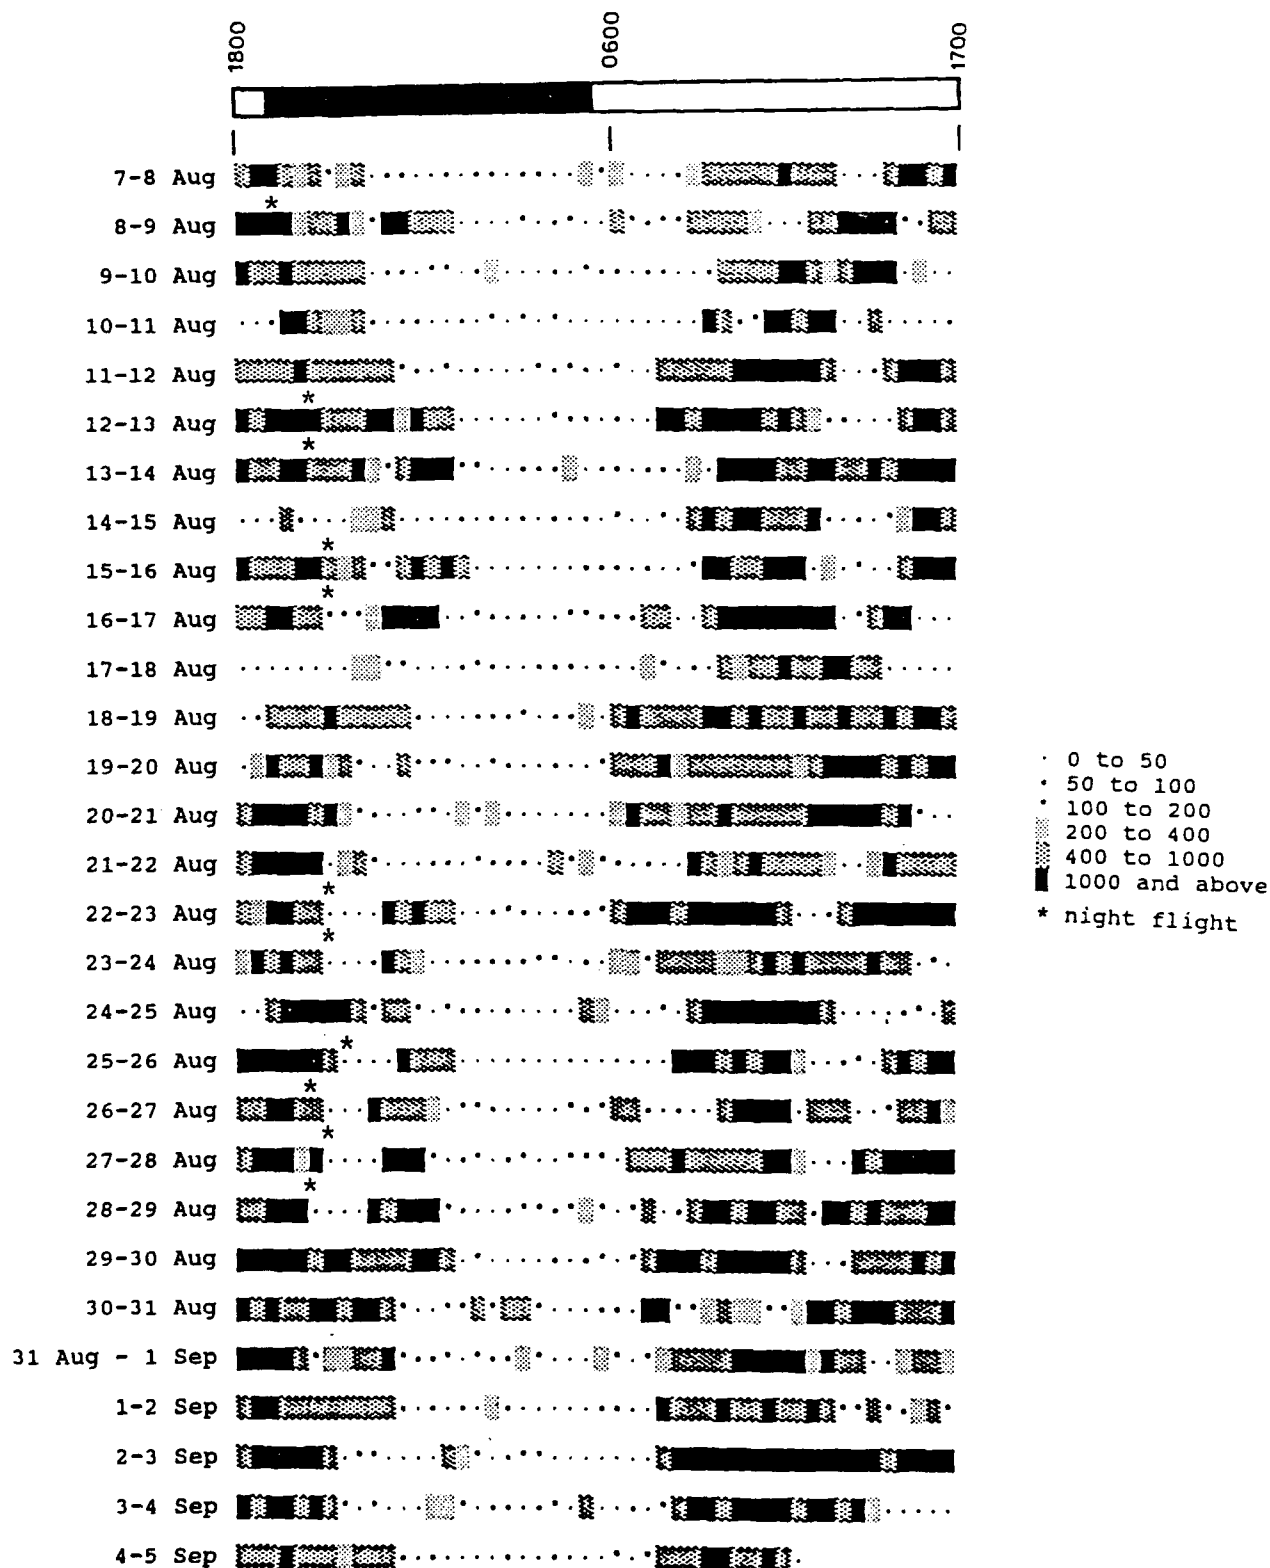 1800 0600 1700
7-8 Aug
*
8-9 Aug
9-10 Aug
10-11 Aug
11-12 Aug
*
12-13 Aug
*
13-14 Aug
14-15 Aug
*
15-16 Aug
*
16-17 Aug
17-18 Aug
18-19 Aug
19-20 Aug
20-21 Aug
21-22 Aug
*
22-23 Aug
*
23-24 Aug
24-25 Aug
*
25-26 Aug
*
26-27 Aug
*
27-28 Aug
*
28-29 Aug
29-30 Aug
30-31 Aug
31 Aug - 1 Sep
1-2 Sep
2-3 Sep
3-4 Sep
4-5 Sep
0 to 50
50 to 100
100 to 200
200 to 400
400 to 1000
1000 and above
* night flight